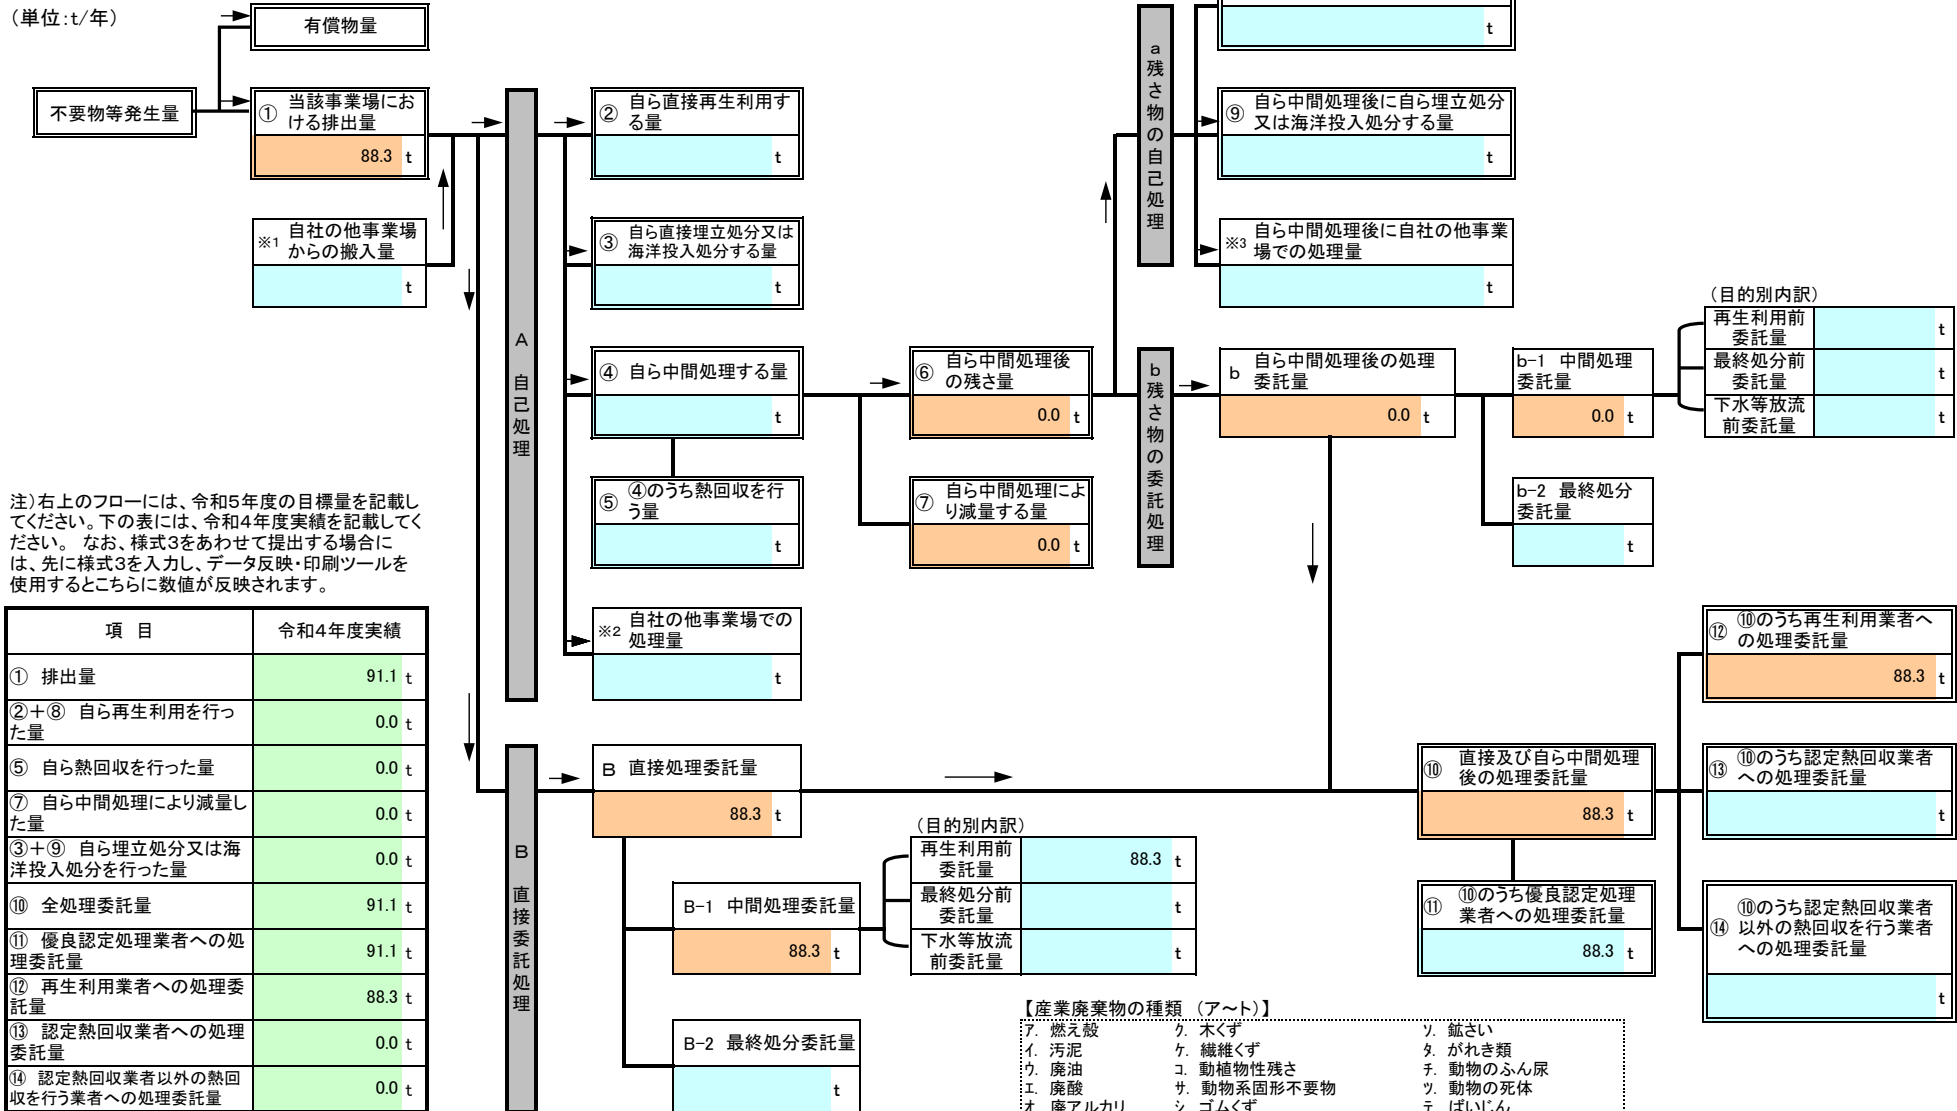 （単位：t/年）
有償物量
不要物等発生量
① 当該事業場にお
ける排出量
88.3 t
※1 自社の他事業場
からの搬入量
t
A 自己処理
② 自ら直接再生利用す
る量
t
③ 自ら直接埋立処分又は
海洋投入処分する量
t
④ 自ら中間処理する量
t
⑤ ④のうち熱回収を行
う量
t
※2 自社の他事業場での
処理量
t
⑥ 自ら中間処理後
の残さ量
0.0 t
⑦ 自ら中間処理によ
り減量する量
0.0 t
a 残さ物の自己処理
t
⑨ 自ら中間処理後に自ら埋立処分
又は海洋投入処分する量
t
※3 自ら中間処理後に自社の他事業
場での処理量
t
b 残さ物の委託処理
b 自ら中間処理後の処理
委託量
0.0 t
b-1 中間処理
委託量
0.0 t
（目的別内訳）
再生利用前
委託量
t
最終処分前
委託量
t
下水等放流
前委託量
t
b-2 最終処分
委託量
t
注）右上のフローには、令和５年度の目標量を記載し
てください。下の表には、令和４年度実績を記載してく
ださい。 なお、様式３をあわせて提出する場合に
は、先に様式３を入力し、データ反映・印刷ツールを
使用するとこちらに数値が反映されます。
項 目 令和４年度実績
① 排出量 91.1 t
②＋⑧ 自ら再生利用を行っ
た量 0.0 t
⑤ 自ら熱回収を行った量 0.0 t
⑦ 自ら中間処理により減量し
た量 0.0 t
③＋⑨ 自ら埋立処分又は海
洋投入処分を行った量 0.0 t
⑩ 全処理委託量 91.1 t
⑪ 優良認定処理業者への処
理委託量 91.1 t
⑫ 再生利用業者への処理委
託量 88.3 t
⑬ 認定熱回収業者への処理
委託量 0.0 t
⑭ 認定熱回収業者以外の熱回
収を行う業者への処理委託量 0.0 t
B 直接委託処理
B 直接処理委託量
88.3 t
B-1 中間処理委託量
88.3 t
（目的別内訳）
再生利用前
委託量
88.3 t
最終処分前
委託量
t
下水等放流
前委託量
t
B-2 最終処分委託量
t
⑩ 直接及び自ら中間処理
後の処理委託量
88.3 t
⑪ ⑩のうち優良認定処理
業者への処理委託量
88.3 t
⑫ ⑩のうち再生利用業者へ
の処理委託量
88.3 t
⑬ ⑩のうち認定熱回収業者
への処理委託量
t
⑭ ⑩のうち認定熱回収業者
以外の熱回収を行う業者
への処理委託量
t
【産業廃棄物の種類 （ア～ト）】
ア. 燃え殻 ク. 木くず ソ. 鉱さい
イ. 汚泥 ケ. 繊維くず タ. がれき類
ウ. 廃油 コ. 動植物性残さ チ. 動物のふん尿
エ. 廃酸 サ. 動物系固形不要物 ツ. 動物の死体
オ. 廃アルカリ シ. ゴムくず テ. ばいじん